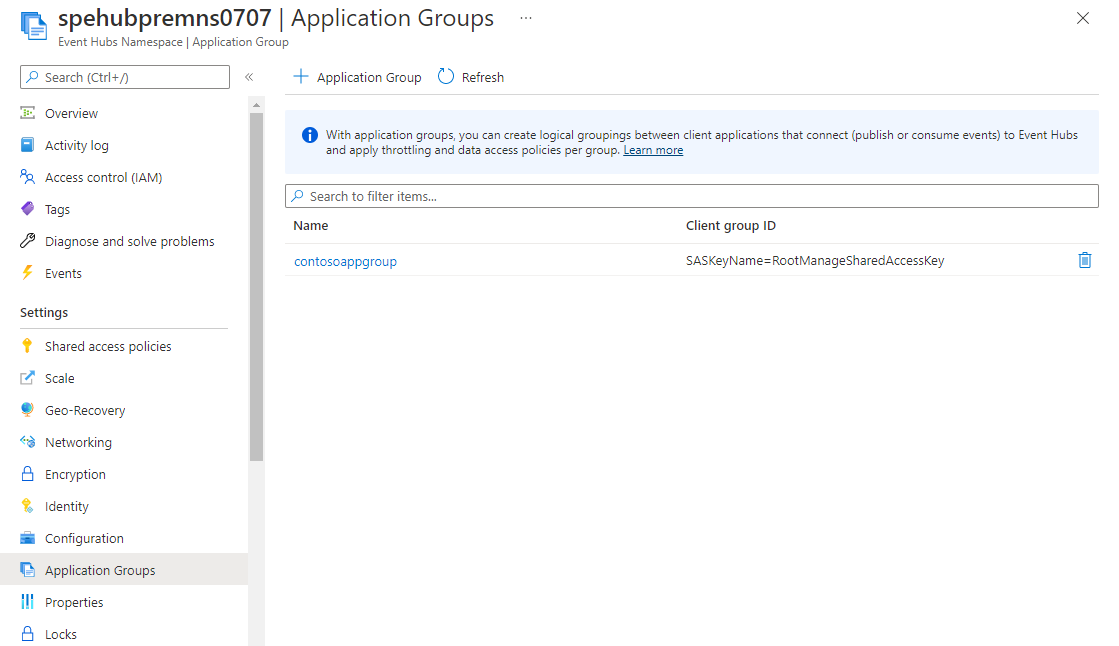 spehubpremns0707 | Application Groups ...
Event Hubs Namespace | Application Group
Search (Ctrl+/)
«
Overview
Activity log
Access control (IAM)
Tags
Diagnose and solve problems
Events
Settings
Shared access policies
Scale
Geo-Recovery
Networking
Encryption
Identity
Configuration
Application Groups
Properties
Locks
Application Group Refresh
With application groups, you can create logical groupings between client applications that connect (publish or consume events) to Event Hubs
and apply throttling and data access policies per group. Learn more
Search to filter items...
Name Client group ID
contosoappgroup SASKeyName=RootManageSharedAccessKey